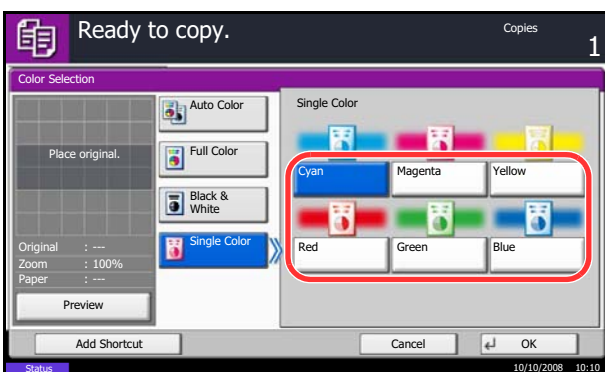 Ready to copy.
Copies
1
Color Selection
Place original.
Original : ---
Zoom : 100%
Paper : ---
Preview
Auto Color
Full Color
Black &
White
Single Color
Single Color
Cyan
Magenta
Yellow
Red
Green
Blue
Add Shortcut
Cancel
OK
Status
10/10/2008 10:10